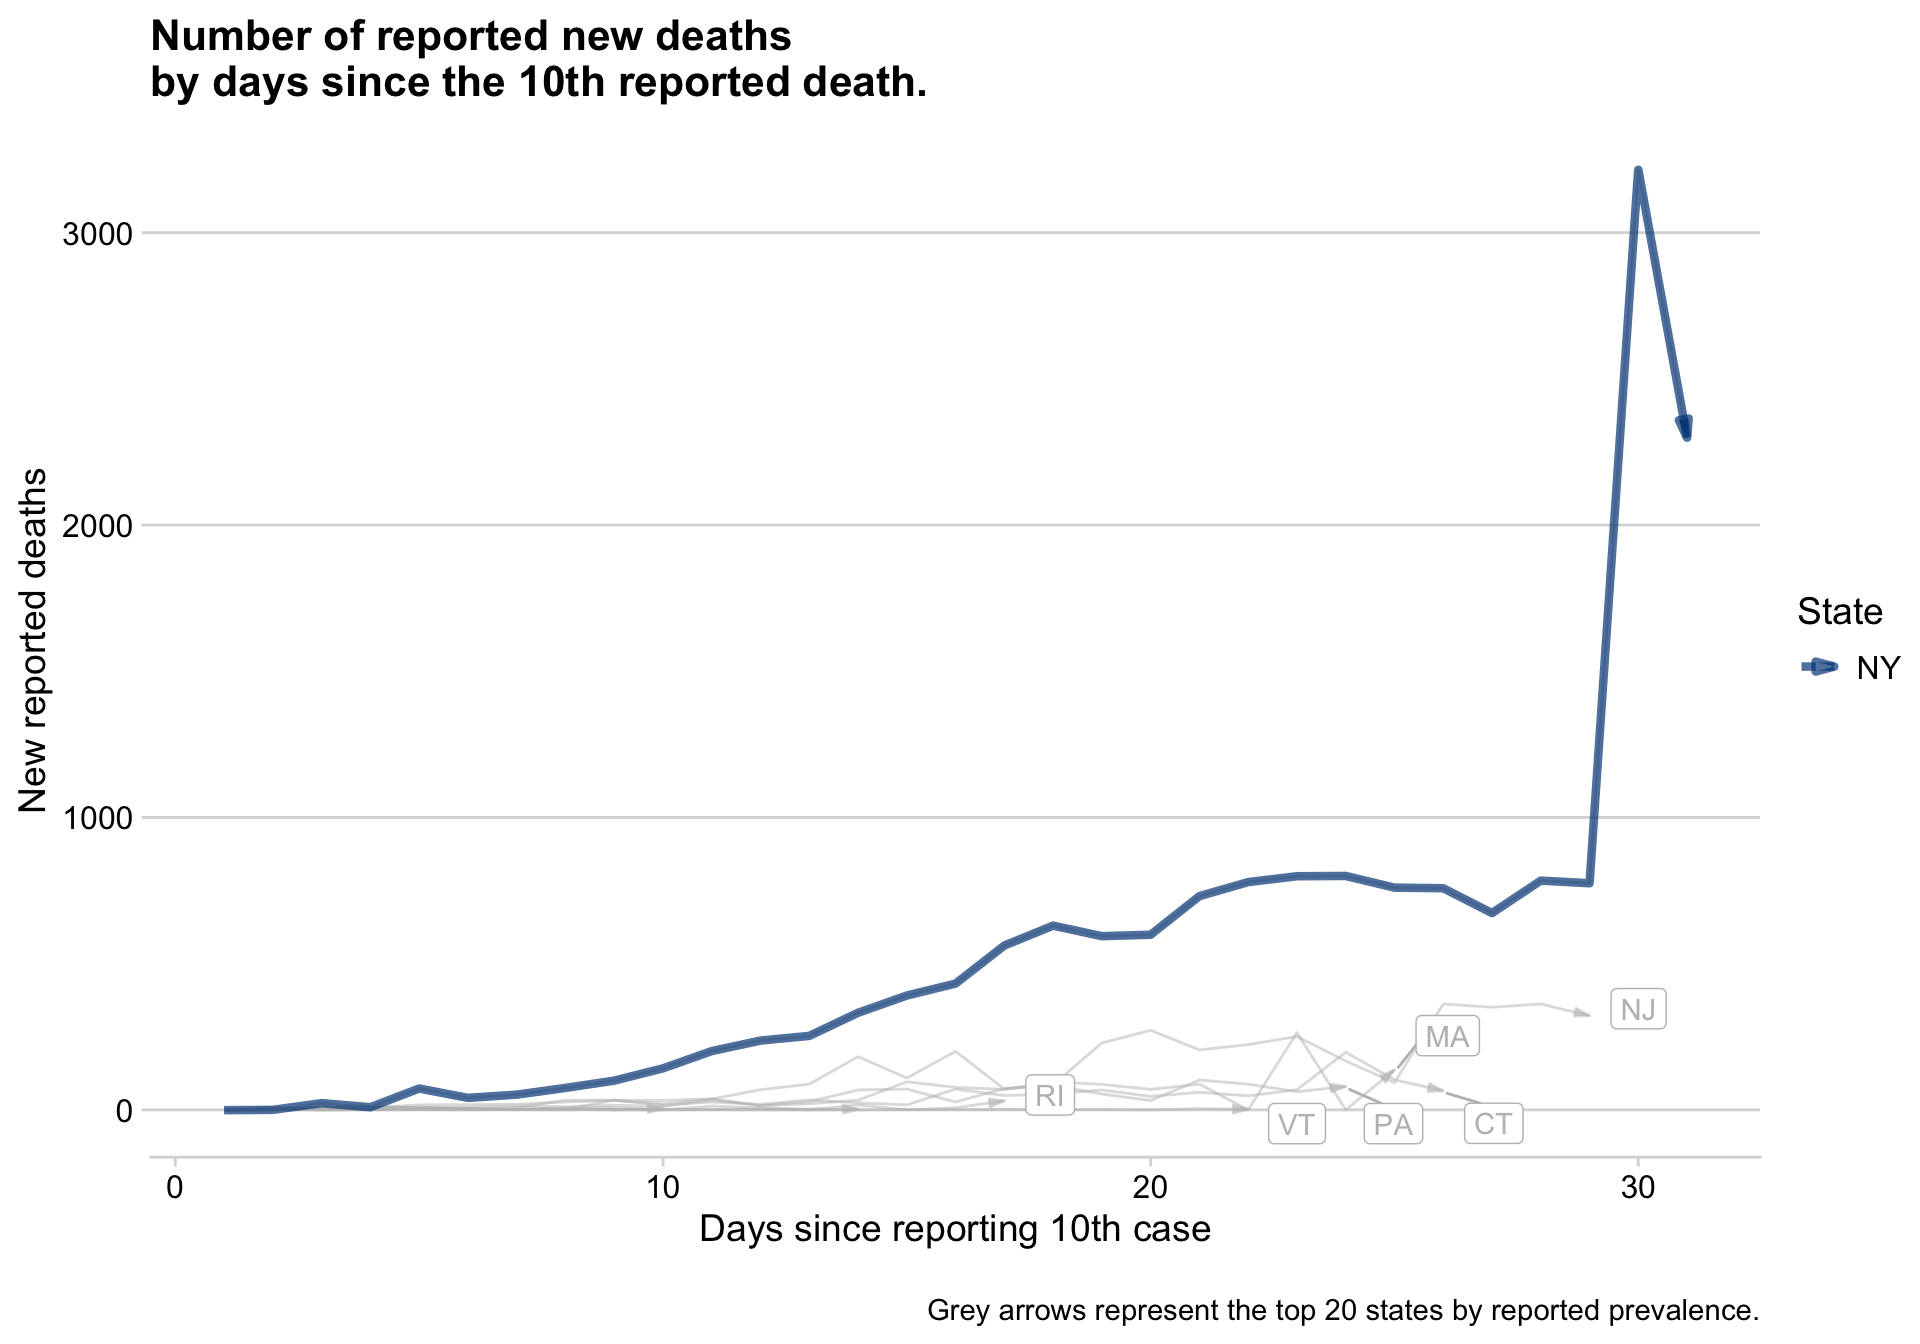 Number of reported new deaths
by days since the 10th reported death.
New reported deaths
3000
2000
1000
0
0
10
20
30
Days since reporting 10th case
NJ
MA
RI
VT
PA
CT
State
NY
Grey arrows represent the top 20 states by reported prevalence.